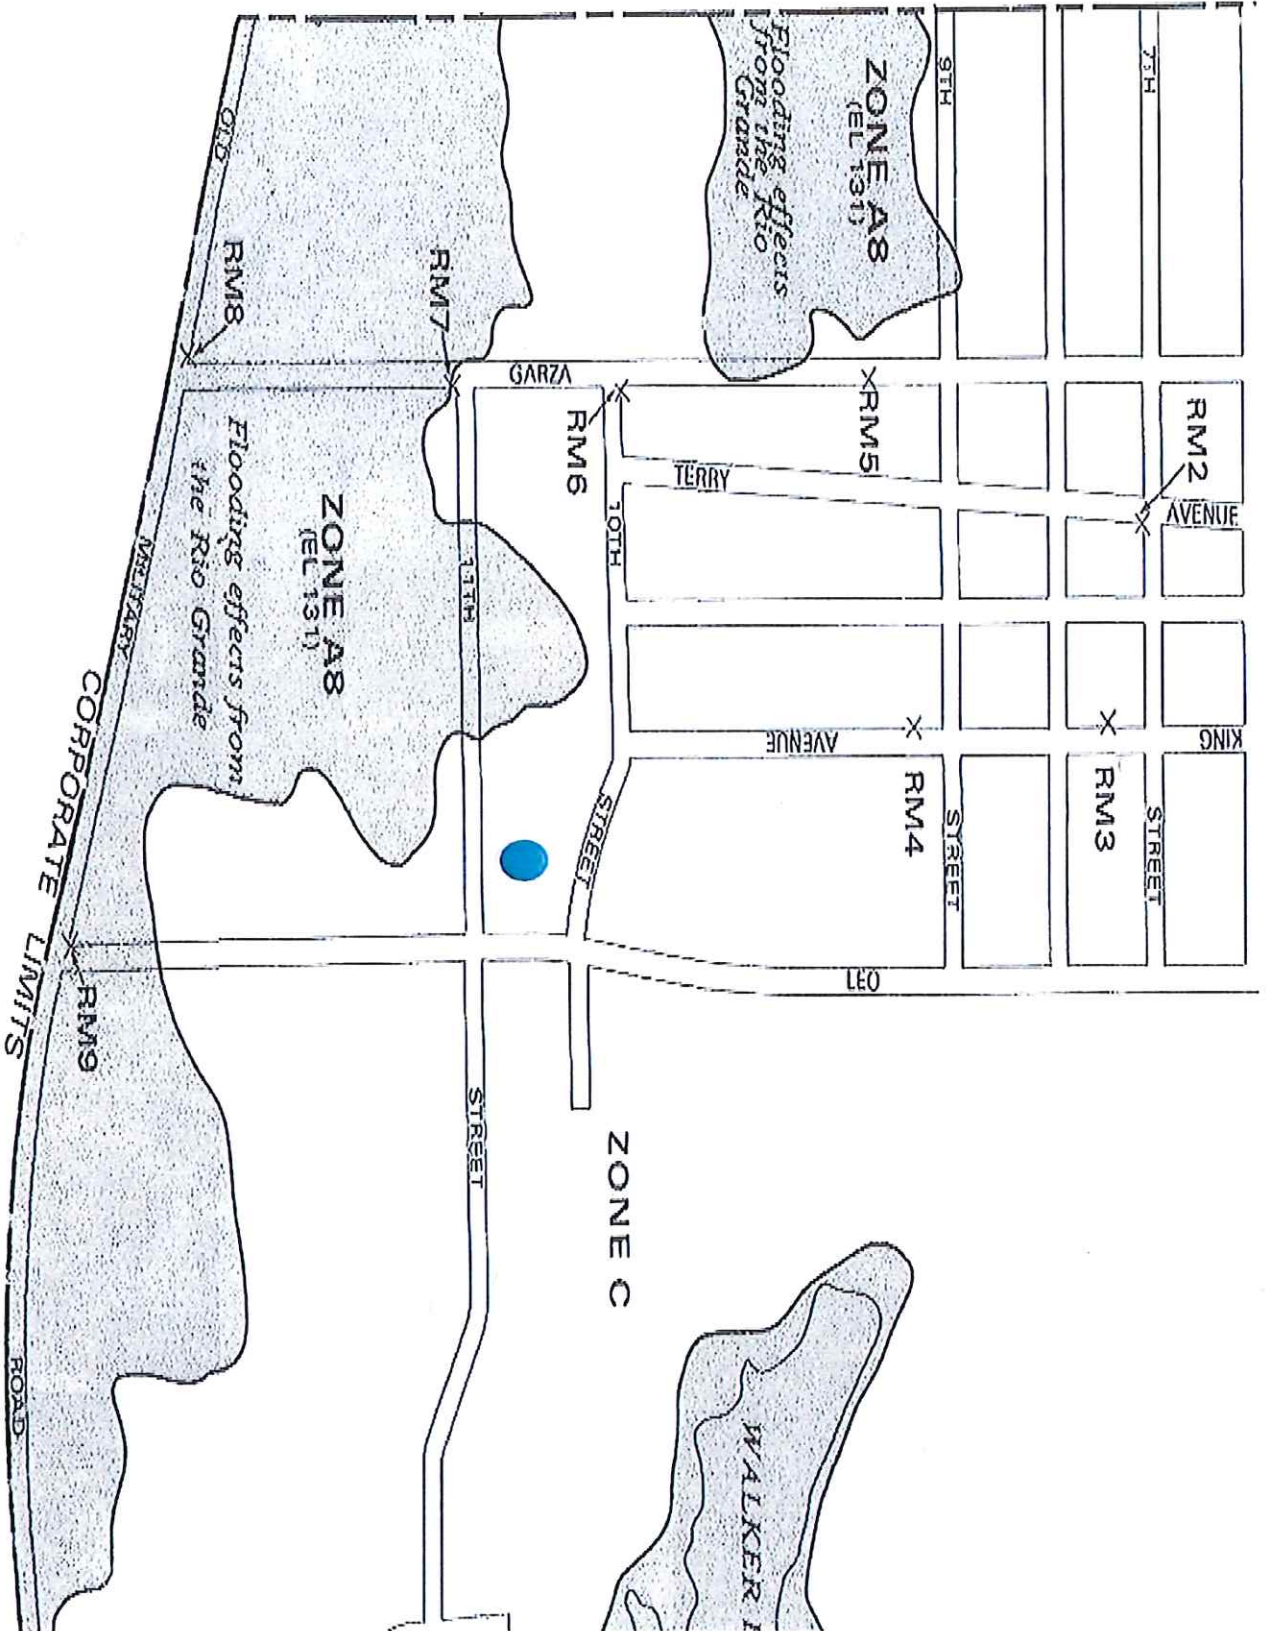 7TH
STREET
9TH
STREET
ZONE A8
(EL 131)
Flooding effects
from the Rio
Grande
RM2
AVENUE
KING
AVENUE
RM3
RM4
RM5
TERRY
GARZA
LEO
10TH
STREET
RM6
ZONE C
11TH
STREET
RM7
RM8
ZONE A8
(EL 131)
Flooding effects from
the Rio Grande
OLD
MILITARY
ROAD
CORPORATE LIMITS
RM9
WALKER